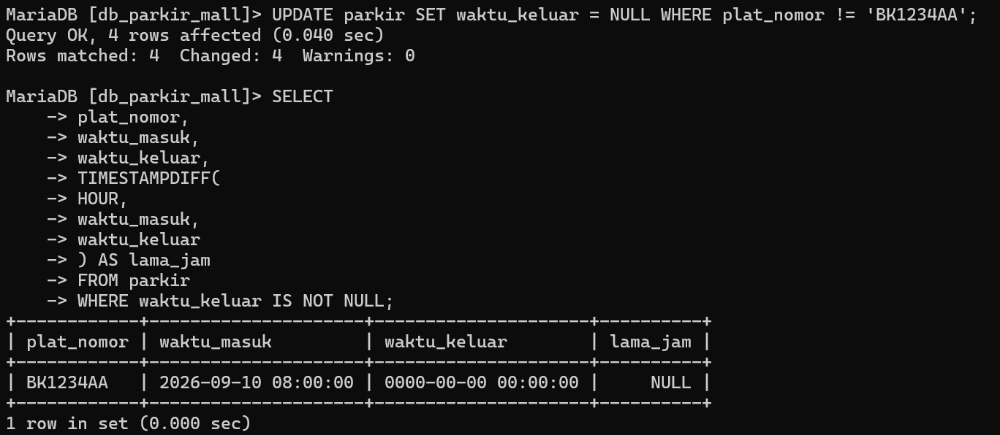 MariaDB [db_parkir_mall]> UPDATE parkir SET waktu_keluar = NULL WHERE plat_nomor != 'BK1234AA';
Query OK, 4 rows affected (0.040 sec)
Rows matched: 4  Changed: 4  Warnings: 0

MariaDB [db_parkir_mall]> SELECT
    -> plat_nomor,
    -> waktu_masuk,
    -> waktu_keluar,
    -> TIMESTAMPDIFF(
    -> HOUR,
    -> waktu_masuk,
    -> waktu_keluar
    -> ) AS lama_jam
    -> FROM parkir
    -> WHERE waktu_keluar IS NOT NULL;
+------------+---------------------+---------------------+----------+
| plat_nomor | waktu_masuk         | waktu_keluar        | lama_jam |
+------------+---------------------+---------------------+----------+
| BK1234AA   | 2026-09-10 08:00:00 | 0000-00-00 00:00:00 |     NULL |
+------------+---------------------+---------------------+----------+
1 row in set (0.000 sec)